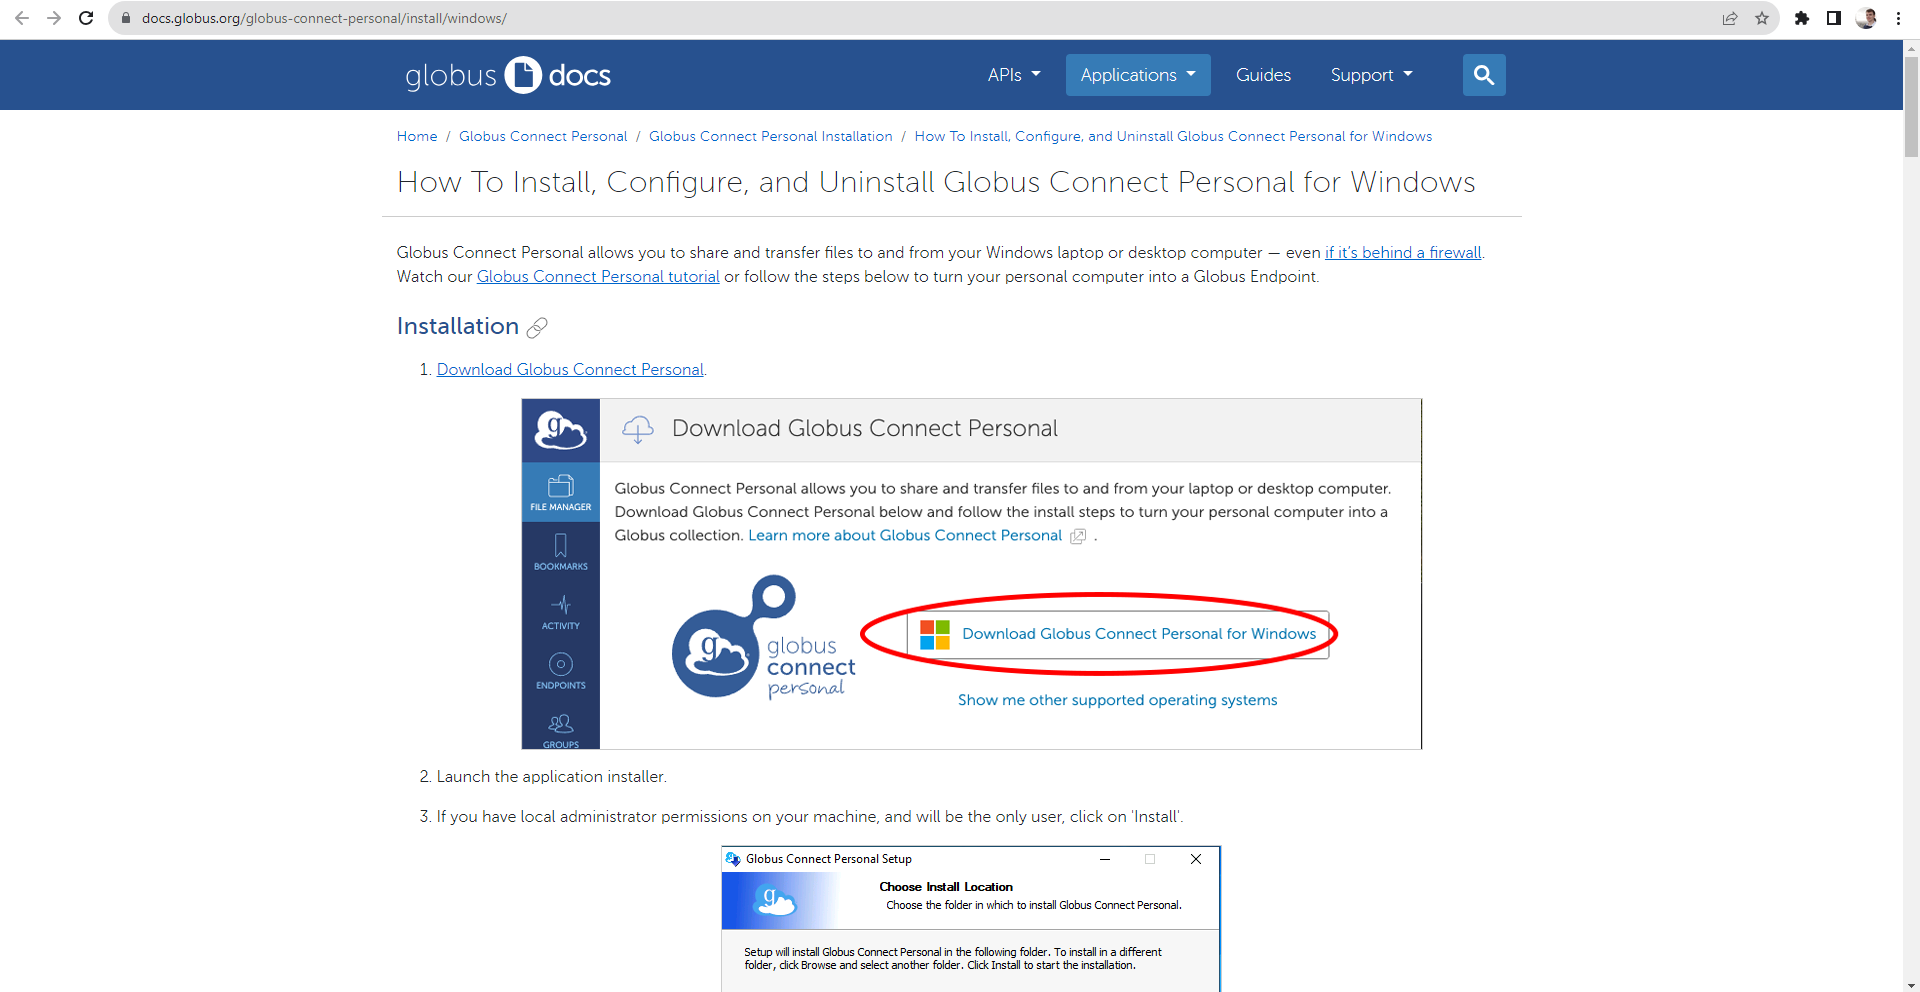 docs.globus.org/globus-connect-personal/install/windows/
globus docs
APIs Applications Guides Support
Home / Globus Connect Personal / Globus Connect Personal Installation / How To Install, Configure, and Uninstall Globus Connect Personal for Windows
How To Install, Configure, and Uninstall Globus Connect Personal for Windows
Globus Connect Personal allows you to share and transfer files to and from your Windows laptop or desktop computer — even if it's behind a firewall.
Watch our Globus Connect Personal tutorial or follow the steps below to turn your personal computer into a Globus Endpoint.
Installation
1. Download Globus Connect Personal.
g
Download Globus Connect Personal
FILE MANAGER
Globus Connect Personal allows you to share and transfer files to and from your laptop or desktop computer.
Download Globus Connect Personal below and follow the install steps to turn your personal computer into a
Globus collection. Learn more about Globus Connect Personal .
BOOKMARKS
ACTIVITY
ENDPOINTS
GROUPS
g
globus
connect
personal
Download Globus Connect Personal for Windows
Show me other supported operating systems
2. Launch the application installer.
3. If you have local administrator permissions on your machine, and will be the only user, click on 'Install'.
Globus Connect Personal Setup
g
Choose Install Location
Choose the folder in which to install Globus Connect Personal.
Setup will install Globus Connect Personal in the following folder. To install in a different
folder, click Browse and select another folder. Click Install to start the installation.